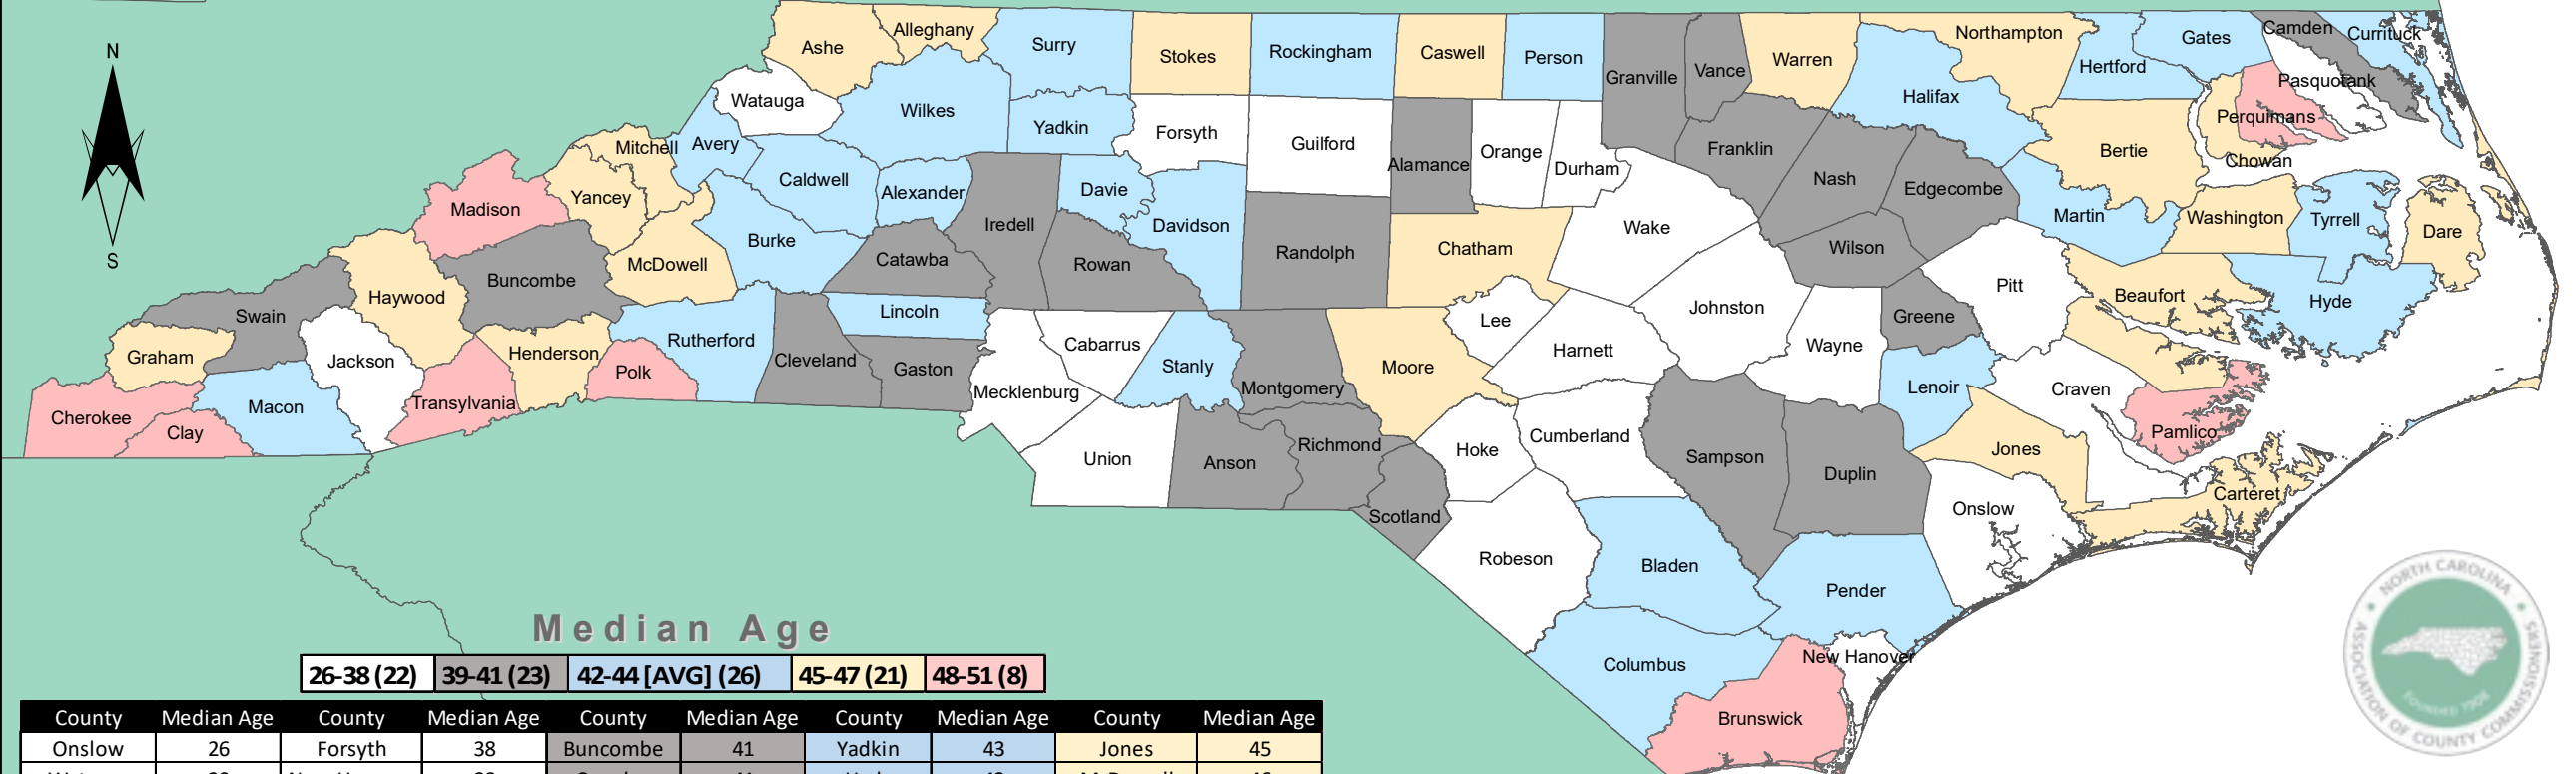 N
S
Ashe
Alleghany
Surry
Stokes
Rockingham
Caswell
Person
Granville
Vance
Warren
Northampton
Hertford
Gates
Camden
Currituck
Pasquotank
Perquimans
Chowan
Halifax
Bertie
Watauga
Wilkes
Yadkin
Forsyth
Guilford
Alamance
Orange
Durham
Franklin
Nash
Edgecombe
Martin
Washington
Tyrrell
Dare
Mitchell
Avery
Caldwell
Alexander
Iredell
Davie
Davidson
Randolph
Chatham
Wake
Wilson
Pitt
Beaufort
Hyde
Madison
Yancey
McDowell
Burke
Catawba
Rowan
Buncombe
Haywood
Swain
Graham
Jackson
Henderson
Rutherford
Lincoln
Cleveland
Gaston
Mecklenburg
Cabarrus
Stanly
Montgomery
Moore
Lee
Harnett
Johnston
Wayne
Greene
Lenoir
Craven
Pamlico
Cherokee
Clay
Macon
Transylvania
Polk
Union
Anson
Richmond
Scotland
Hoke
Cumberland
Sampson
Duplin
Jones
Onslow
Carteret
Robeson
Bladen
Pender
Columbus
New Hanover
Brunswick
Median Age
26-38 (22) 39-41 (23) 42-44 [AVG] (26) 45-47 (21) 48-51 (8)
County Median Age County Median Age County Median Age County Median Age County Median Age
Onslow 26 Forsyth 38 Buncombe 41 Yadkin 43 Jones 45
NORTH CAROLINA
ASSOCIATION OF COUNTY COMMISSIONERS